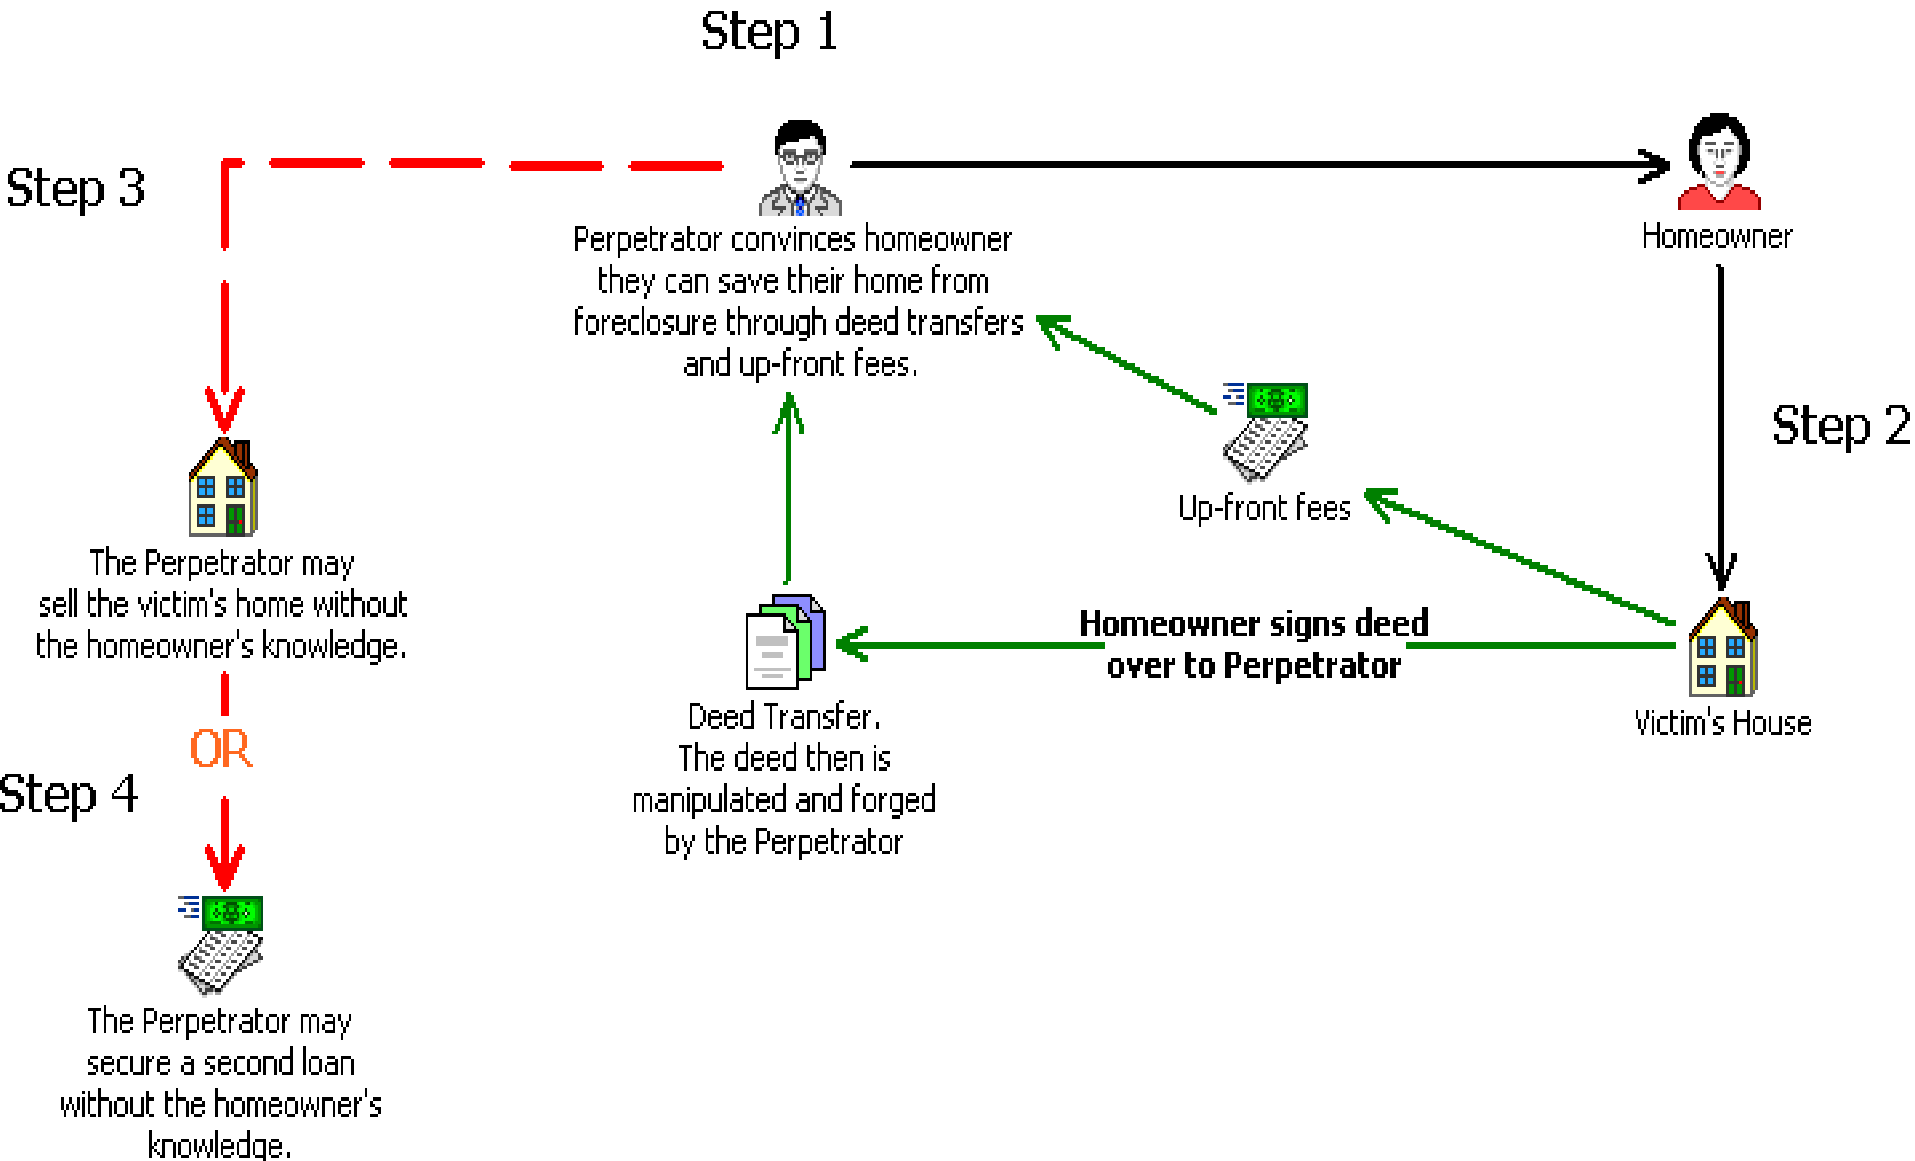 Step 1
Step 3
Perpetrator convinces homeowner
they can save their home from
foreclosure through deed transfers
and up-front fees.
Homeowner
Step 2
Up-front fees
The Perpetrator may
sell the victim's home without
the homeowner's knowledge.
Homeowner signs deed
over to Perpetrator
Victim's House
Deed Transfer.
The deed then is
manipulated and forged
by the Perpetrator
OR
Step 4
The Perpetrator may
secure a second loan
without the homeowner's
knowledge.